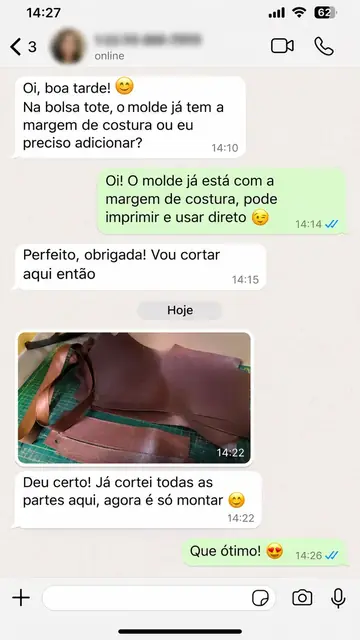 14:27
62
3
online
Oi, boa tarde! 😊
Na bolsa tote, o molde já tem a
margem de costura ou eu
preciso adicionar?
14:10
Oi! O molde já está com a
margem de costura, pode
imprimir e usar direto 😉
14:14
Perfeito, obrigada! Vou cortar
aqui então
14:15
Hoje
14:22
Deu certo! Já cortei todas as
partes aqui, agora é só montar 😊
14:22
Que ótimo! 😍
14:26